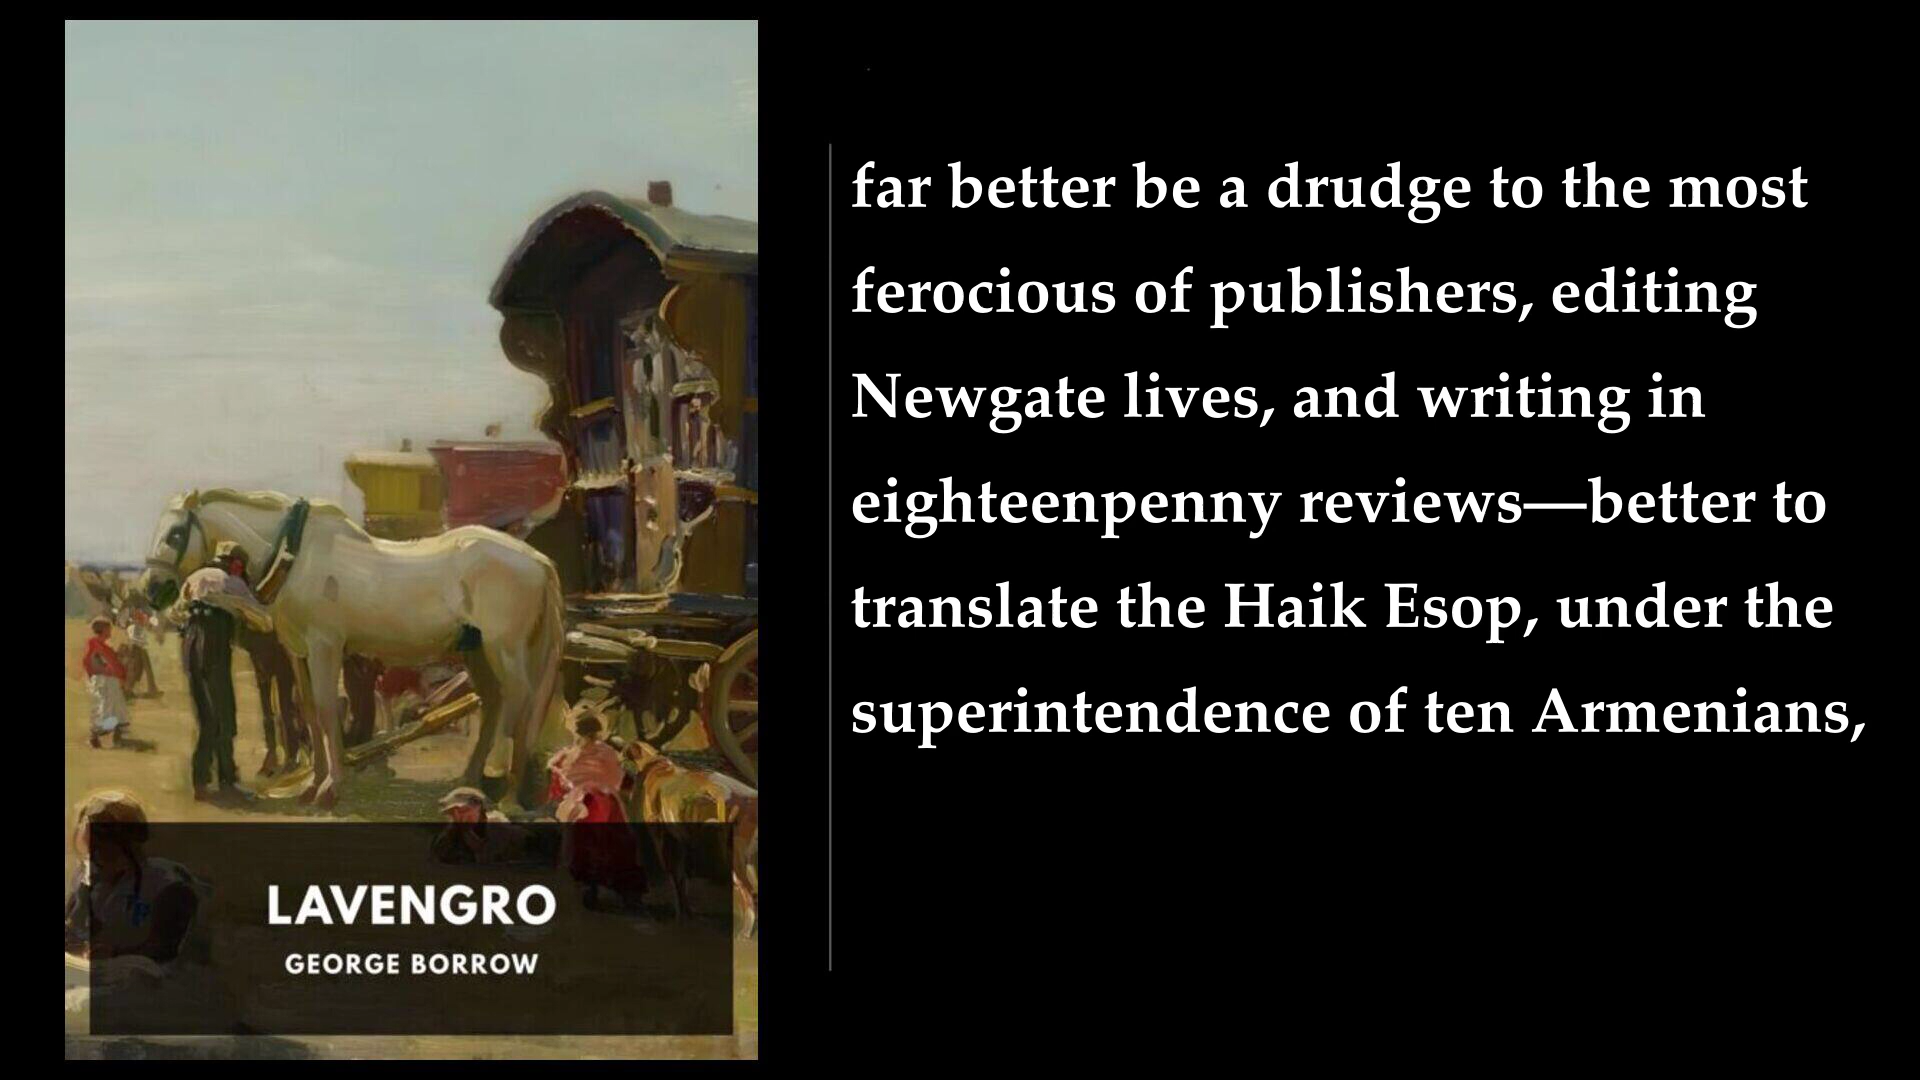 LAVENGRO
GEORGE BORROW
far better be a drudge to the most
ferocious of publishers, editing
Newgate lives, and writing in
eighteenpenny reviews—better to
translate the Haik Esop, under the
superintendence of ten Armenians,